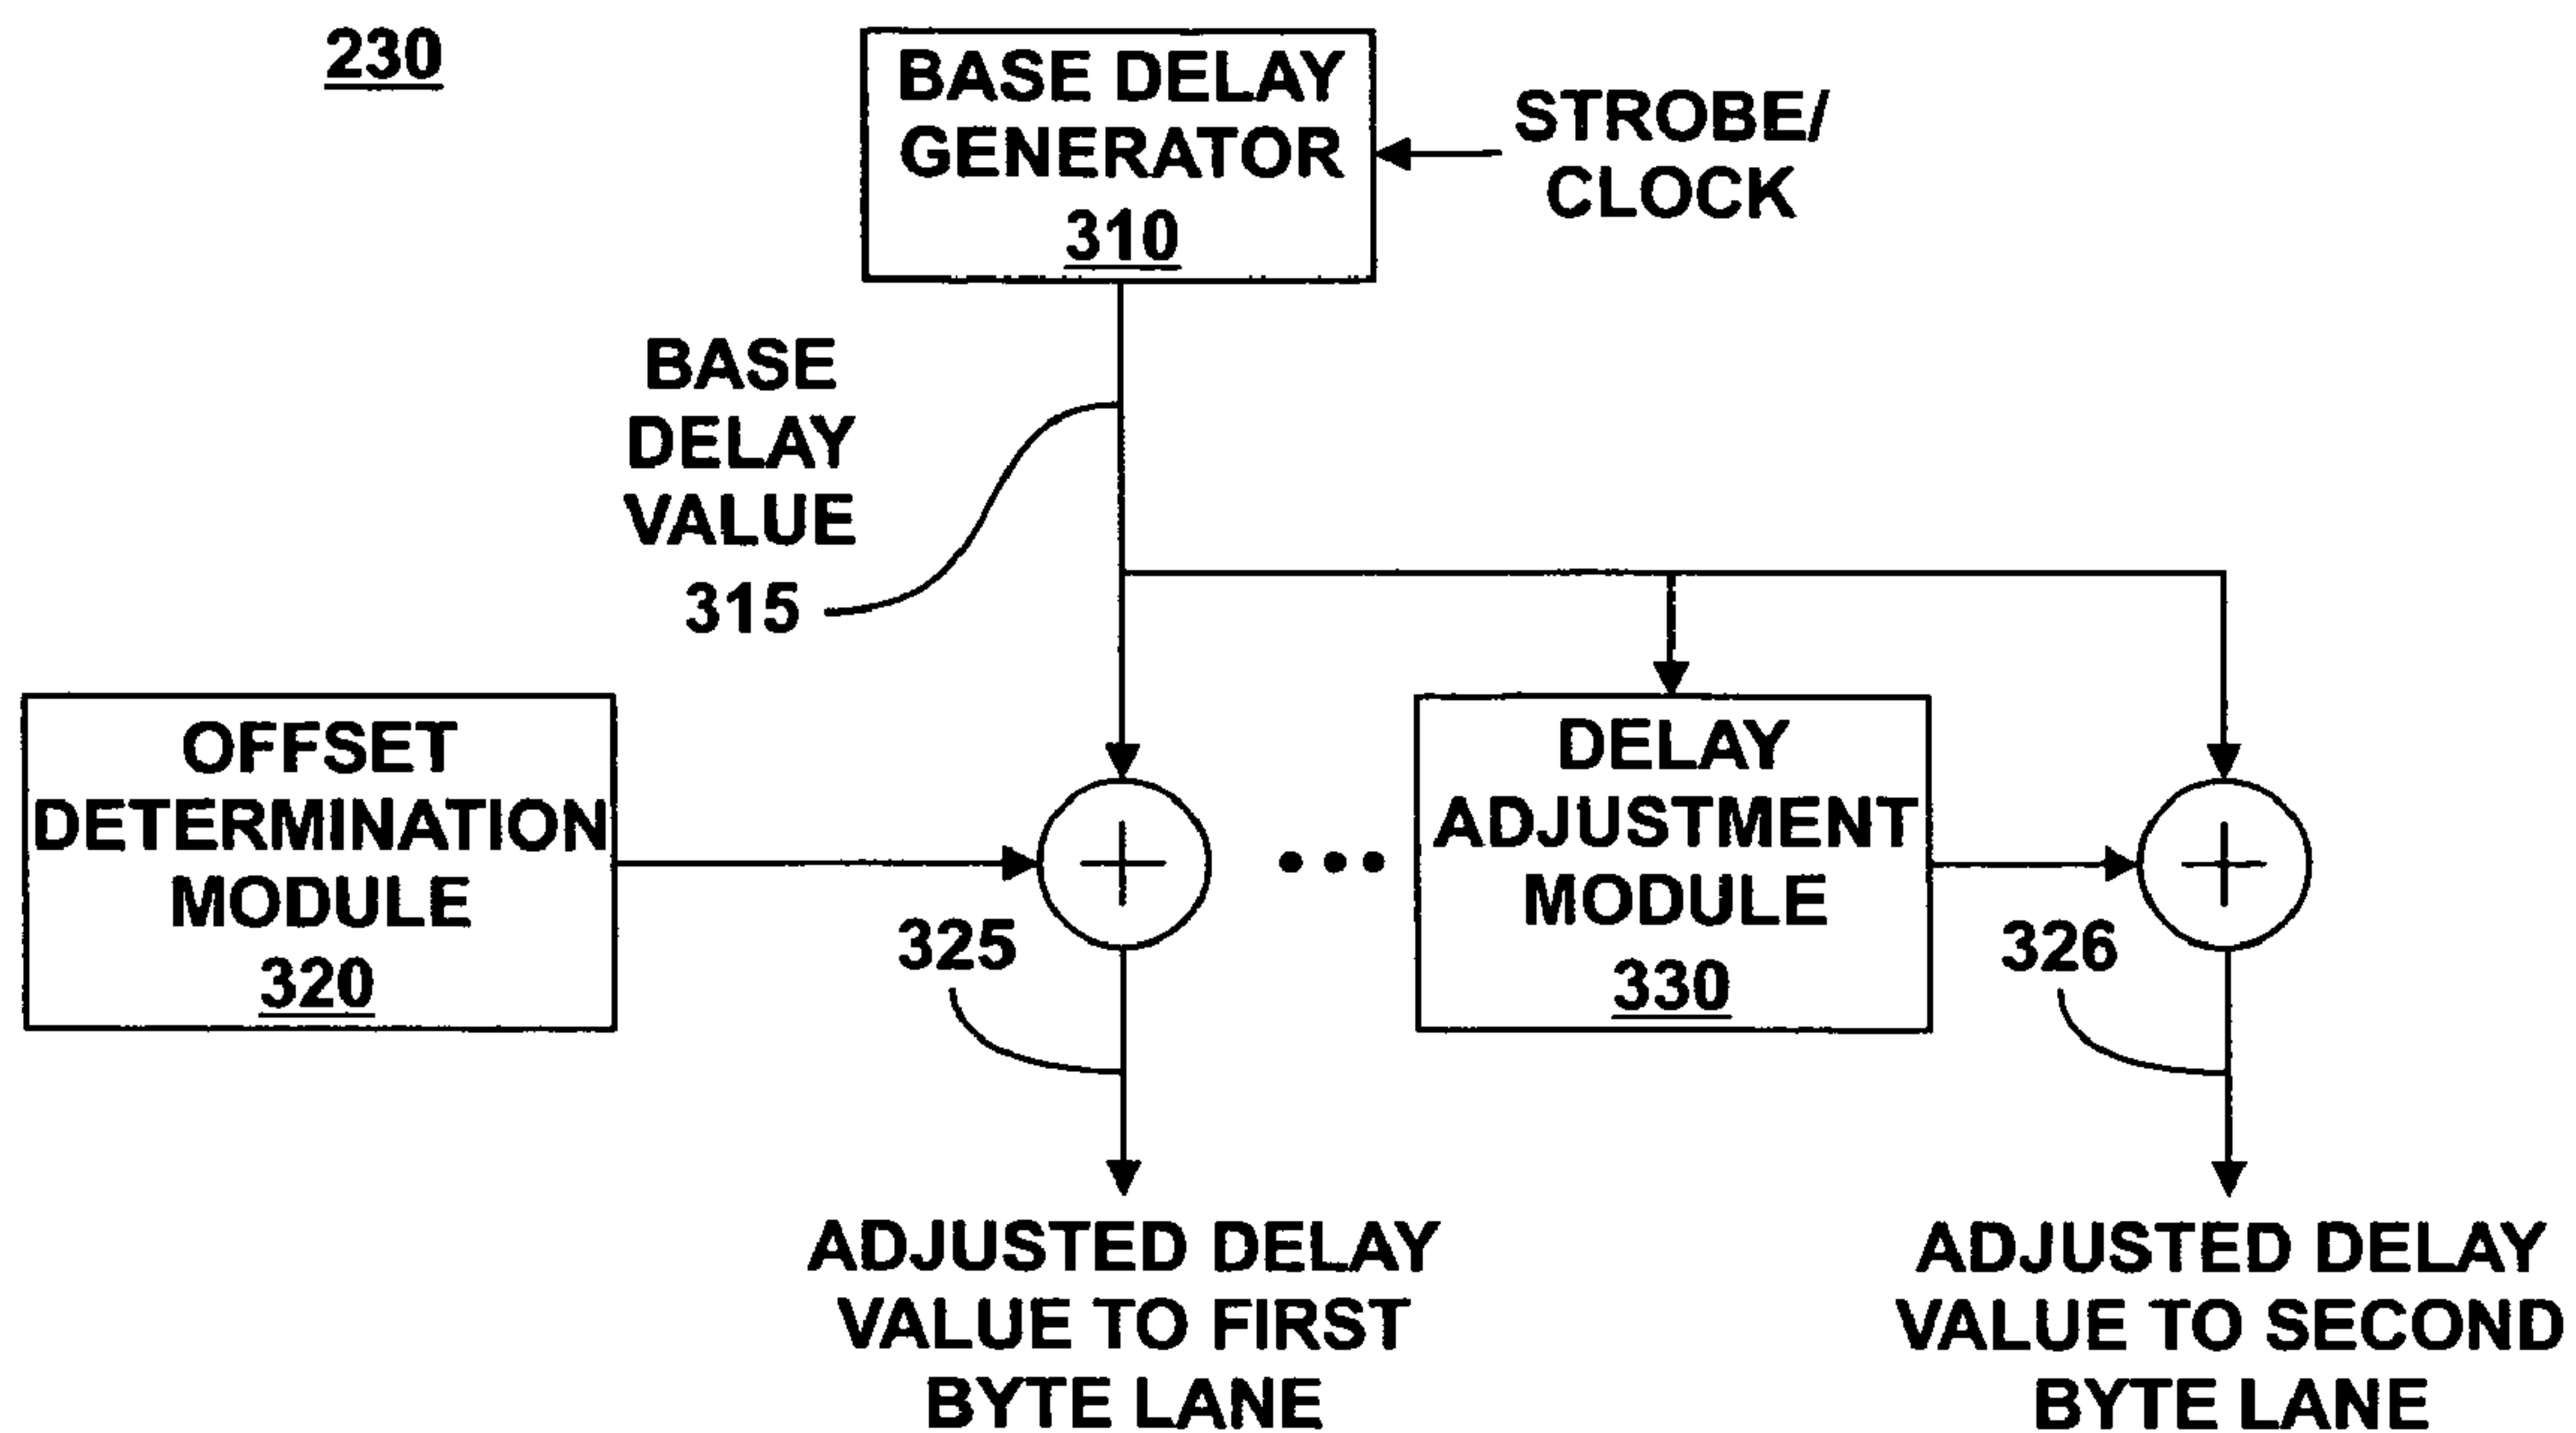 230
BASE DELAY
GENERATOR
310
STROBE/
CLOCK
BASE
DELAY
VALUE
315
OFFSET
DETERMINATION
MODULE
320
325
DELAY
ADJUSTMENT
MODULE
330
326
ADJUSTED DELAY
VALUE TO FIRST
BYTE LANE
ADJUSTED DELAY
VALUE TO SECOND
BYTE LANE